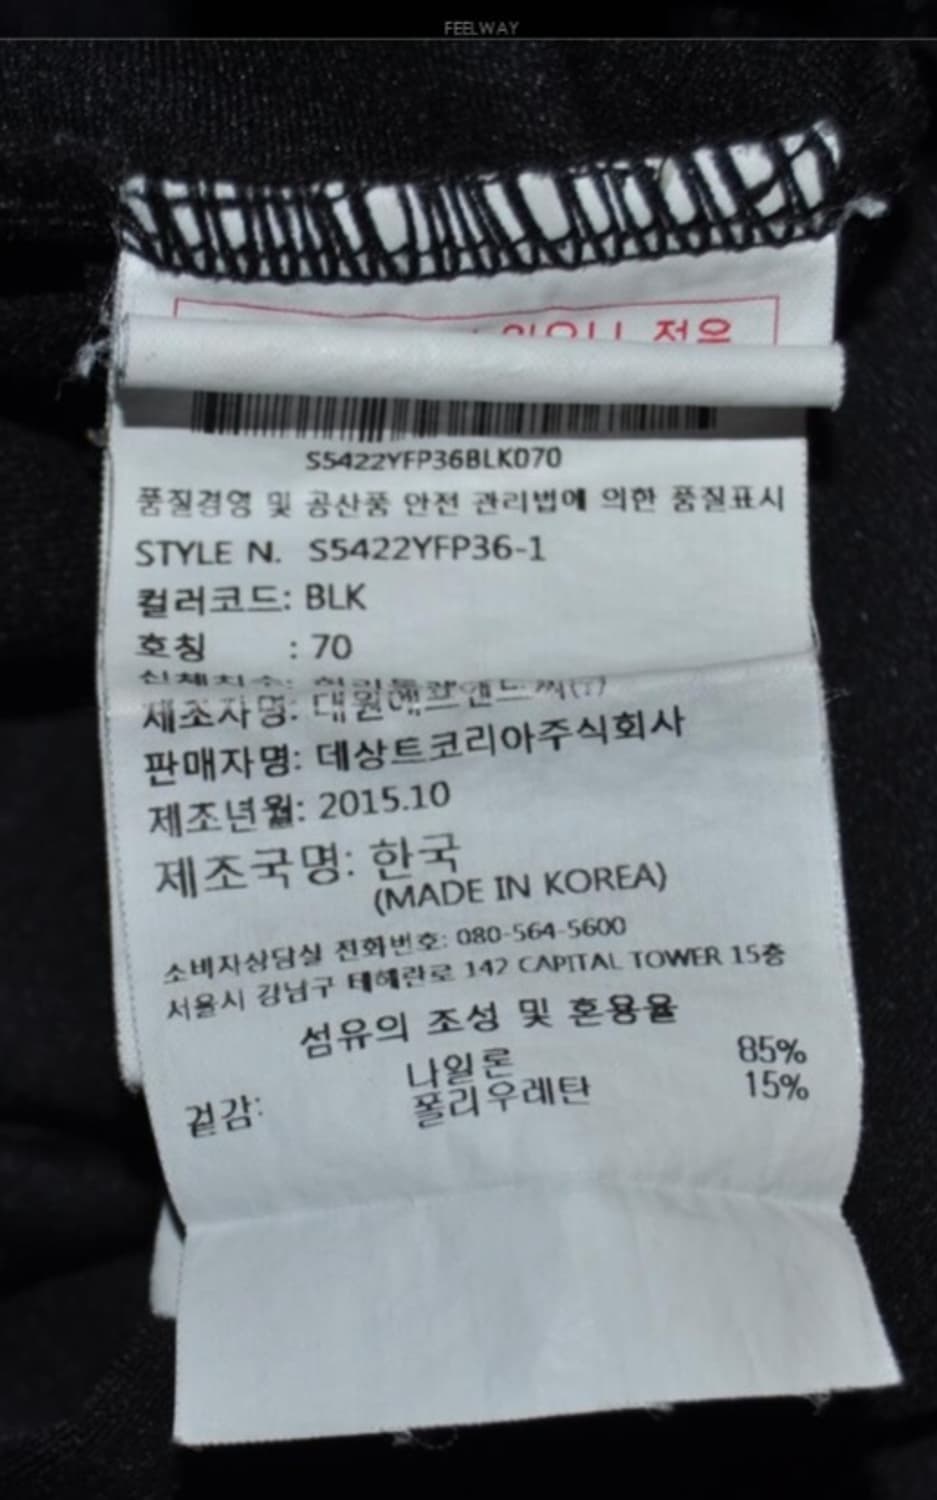 FEELWAY
전용
S5422YFP36BLK070
품질경영 및 공산품 안전 관리법에 의한 품질표시
STYLE N. S5422YFP36-1
컬러코드: BLK
호칭 : 70
제조자명:
판매자명: 데상트코리아주식회사
제조년월: 2015.10
제조국명: 한국
(MADE IN KOREA)
소비자상담실 전화번호: 080-564-5600
서울시 강남구 테헤란로 142 CAPITAL TOWER 15층
섬유의 조성 및 혼용율
나일론 85%
겉감: 폴리우레탄 15%